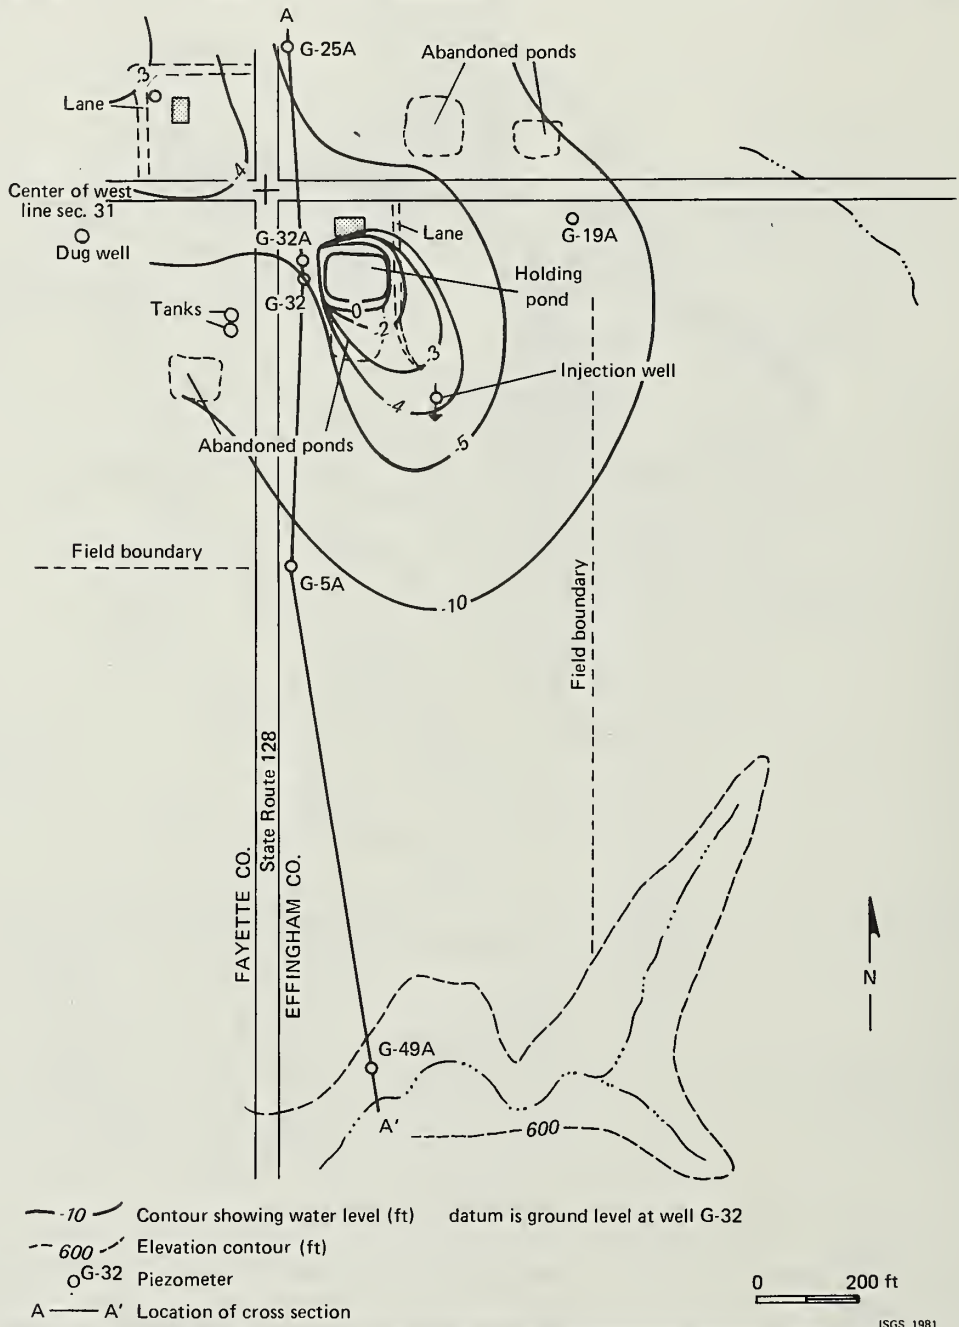 A
G-25A
Abandoned ponds
-3
Lane
-4
Center of west
line sec. 31
Dug well
G-32A
G-32
Lane
G-19A
Holding
pond
Tanks
0
-2
-3
-4
Injection well
-5
Abandoned ponds
Field boundary
G-5A
-10
Field boundary
State Route 128
FAYETTE CO.
EFFINGHAM CO.
N
G-49A
A'
600
-10 Contour showing water level (ft) datum is ground level at well G-32
600 Elevation contour (ft)
G-32 Piezometer
A A' Location of cross section
0 200 ft
ISGS 1981